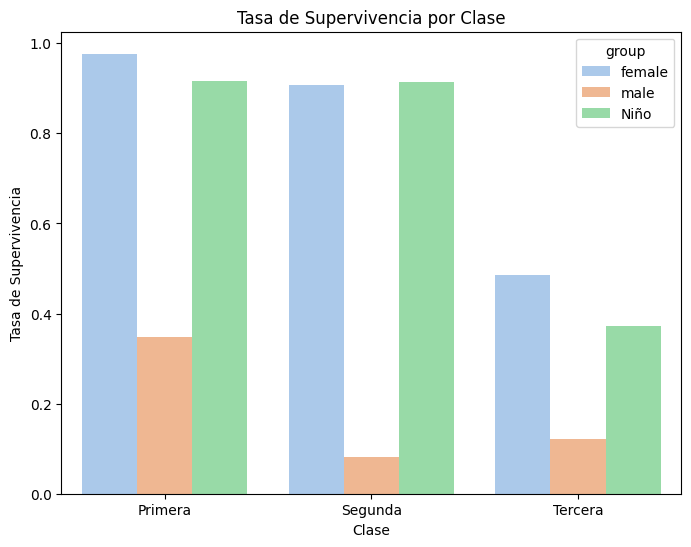 Tasa de Supervivencia por Clase
group
female
male
Niño
Tasa de Supervivencia
1.0
0.8
0.6
0.4
0.2
0.0
Primera
Segunda
Tercera
Clase